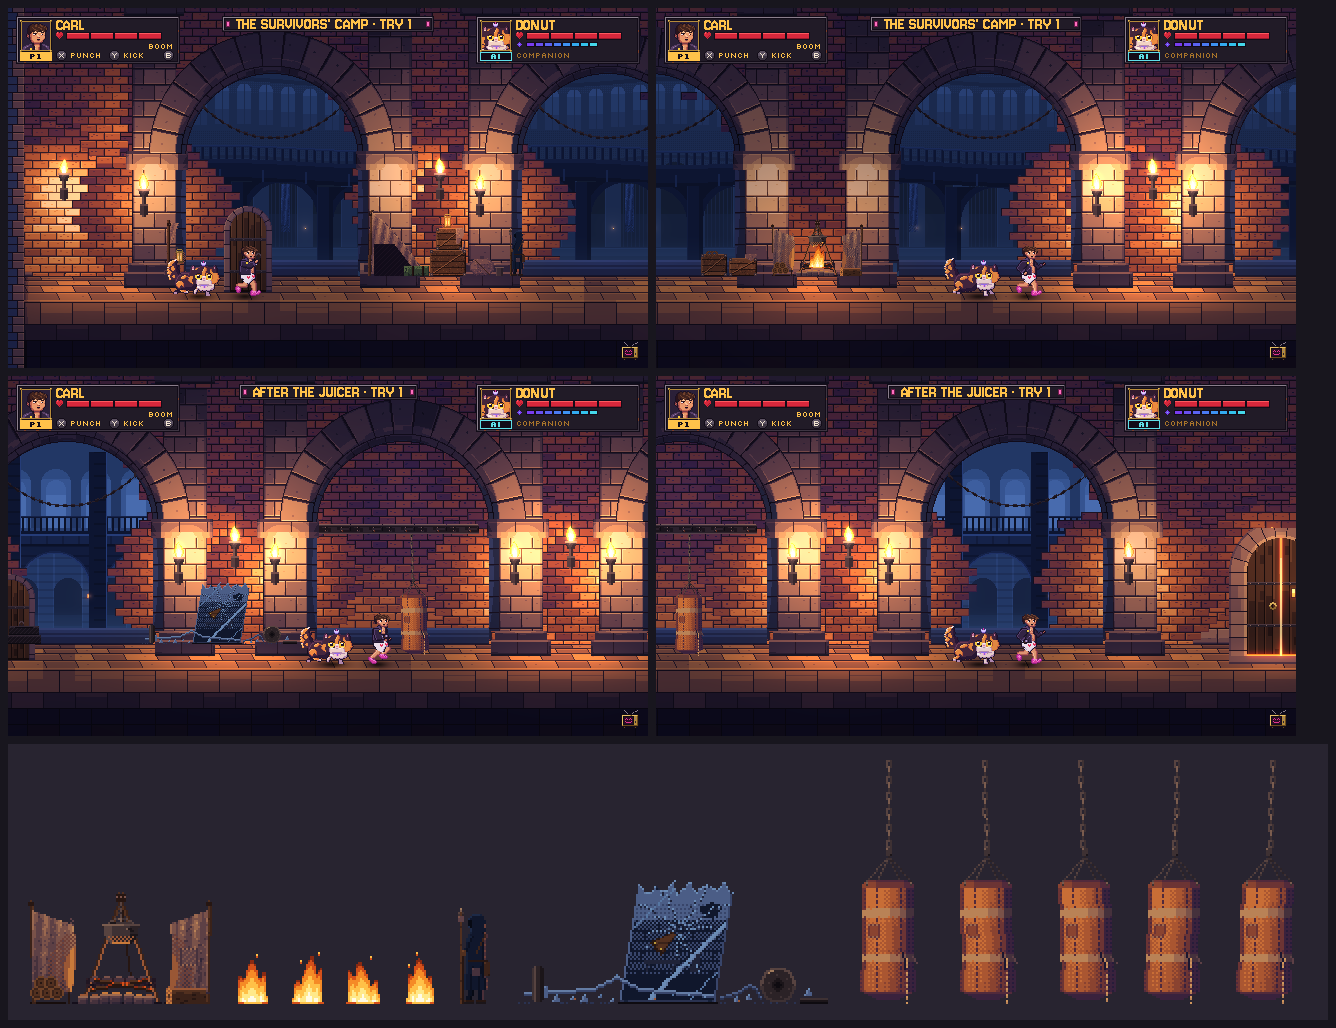 CARL
P1
PUNCH
KICK
BOOM
X
Y
B
THE SURVIVORS' CAMP · TRY 1
DONUT
AI
COMPANION
CARL
P1
PUNCH
KICK
BOOM
X
Y
B
THE SURVIVORS' CAMP · TRY 1
DONUT
AI
COMPANION
CARL
P1
PUNCH
KICK
BOOM
X
Y
B
AFTER THE JUICER · TRY 1
DONUT
AI
COMPANION
CARL
P1
PUNCH
KICK
BOOM
X
Y
B
AFTER THE JUICER · TRY 1
DONUT
AI
COMPANION